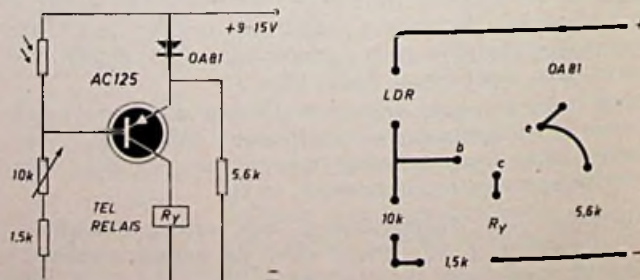 +9-15V
OA81
AC125
10k
5,6k
TEL
RELAIS
Ry
1,5k
−
+
OA81
LDR
e
b
c
10k
Ry
5,6k
1,5k
−